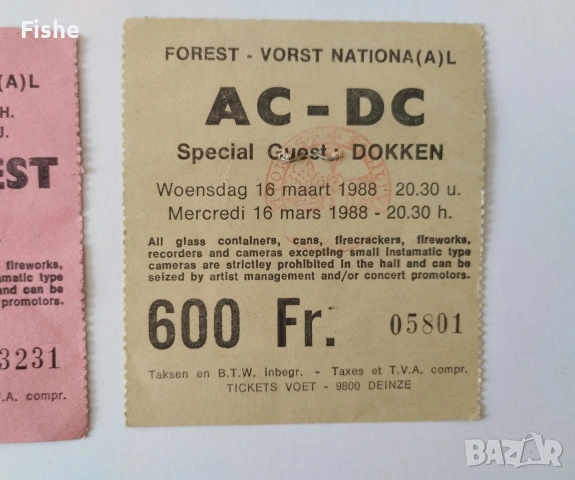 Fishe
(A)L
H.
J.
EST
fireworks,
amatic type
and can be
promotors.
3231
V.A. compr.
FOREST - VORST NATIONA(A)L
AC - DC
Special Guest : DOKKEN
Woensdag 16 maart 1988 - 20.30 u.
Mercredi 16 mars 1988 - 20.30 h.
All glass containers, cans, firecrackers, fireworks,
recorders and cameras excepting small instamatic type
cameras are strictley prohibited in the hall and can be
seized by artist management and/or concert promotors.
600 Fr. 05801
Taksen en B.T.W. inbegr. - Taxes et T.V.A. compr.
TICKETS VOET - 9800 DEINZE
bazar